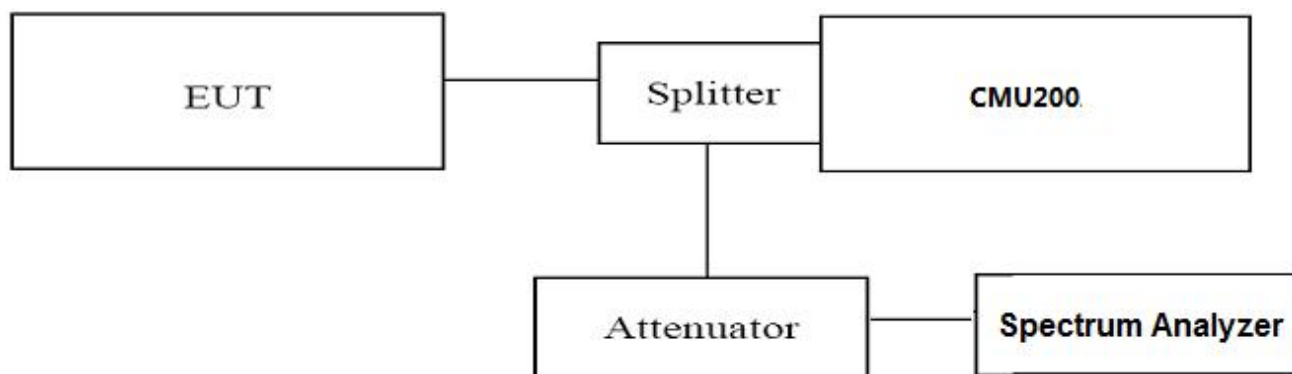 EUT
Splitter
CMU200.
Attenuator
Spectrum Analyzer